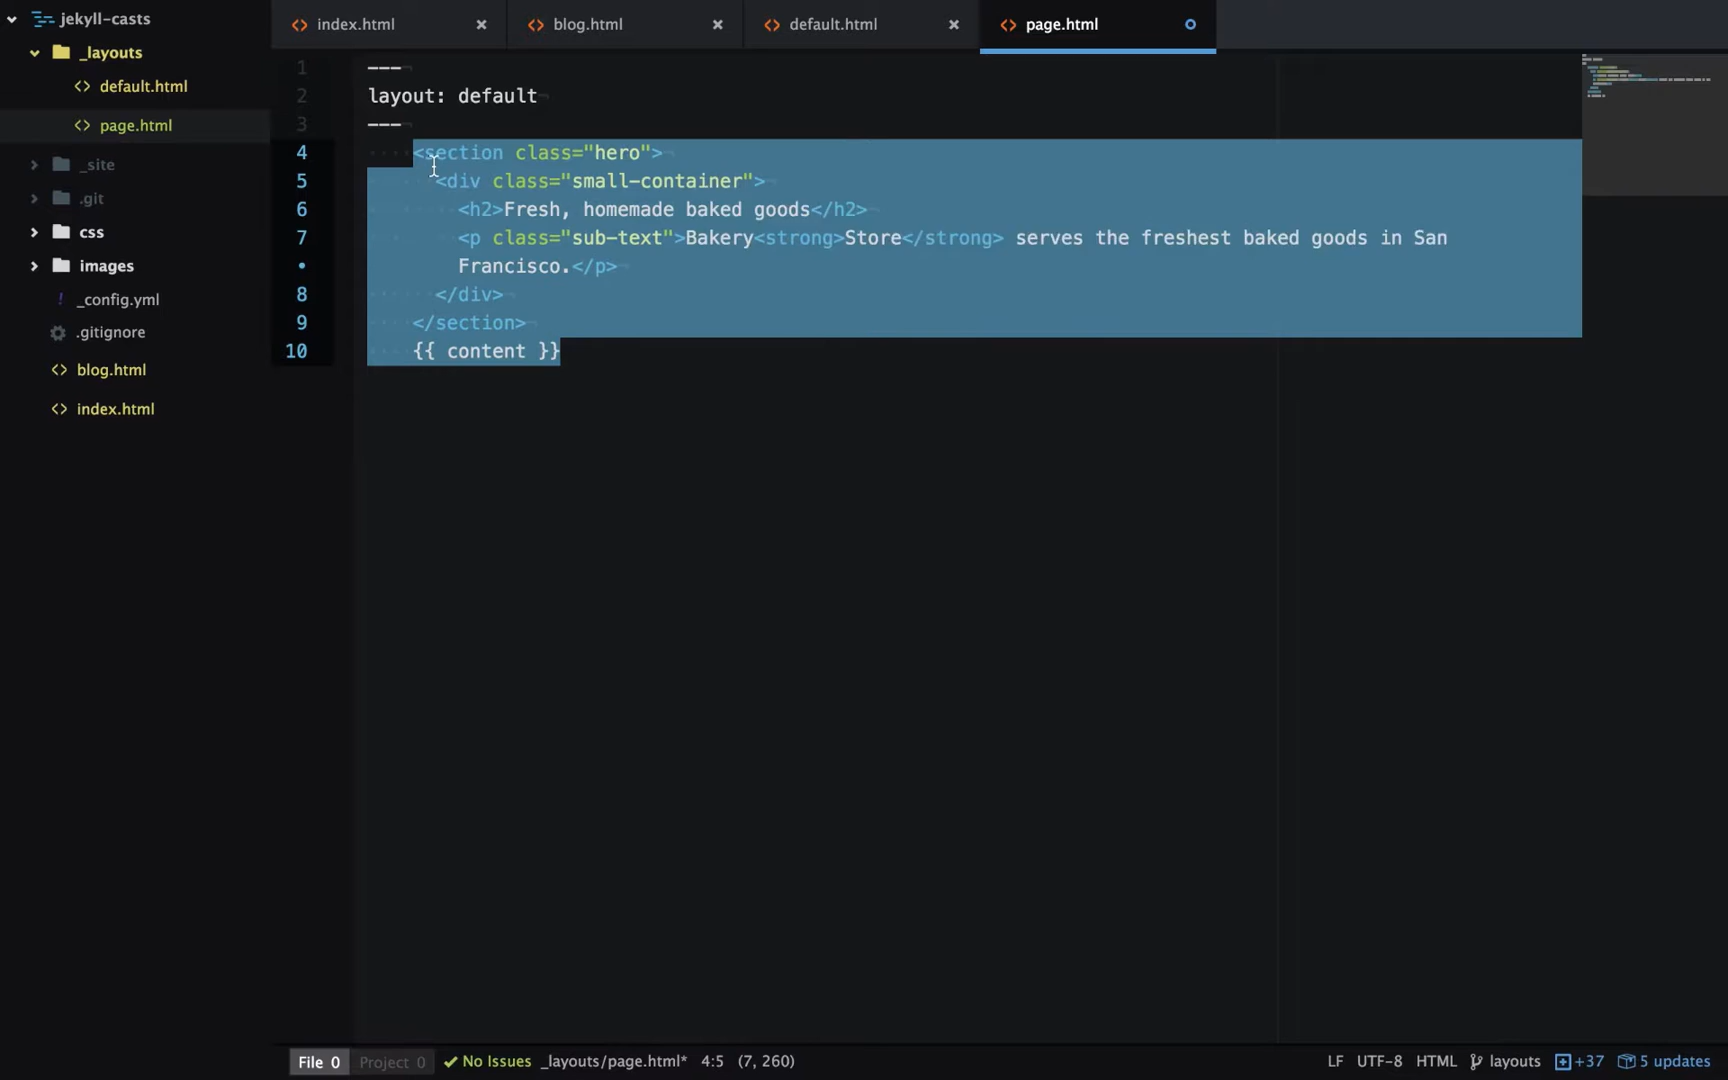 jekyll-casts
_layouts
default.html
page.html
_site
.git
css
images
_config.yml
.gitignore
blog.html
index.html
index.html × blog.html × default.html × page.html
1 ---
2 layout: default
3 ---
4 <section class="hero">
5 <div class="small-container">
6 <h2>Fresh, homemade baked goods</h2>
7 <p class="sub-text">Bakery<strong>Store</strong> serves the freshest baked goods in San
• Francisco.</p>
8 </div>
9 </section>
10 {{ content }}
File 0 Project 0 ✓ No Issues _layouts/page.html* 4:5 (7, 260) LF UTF-8 HTML layouts +37 5 updates